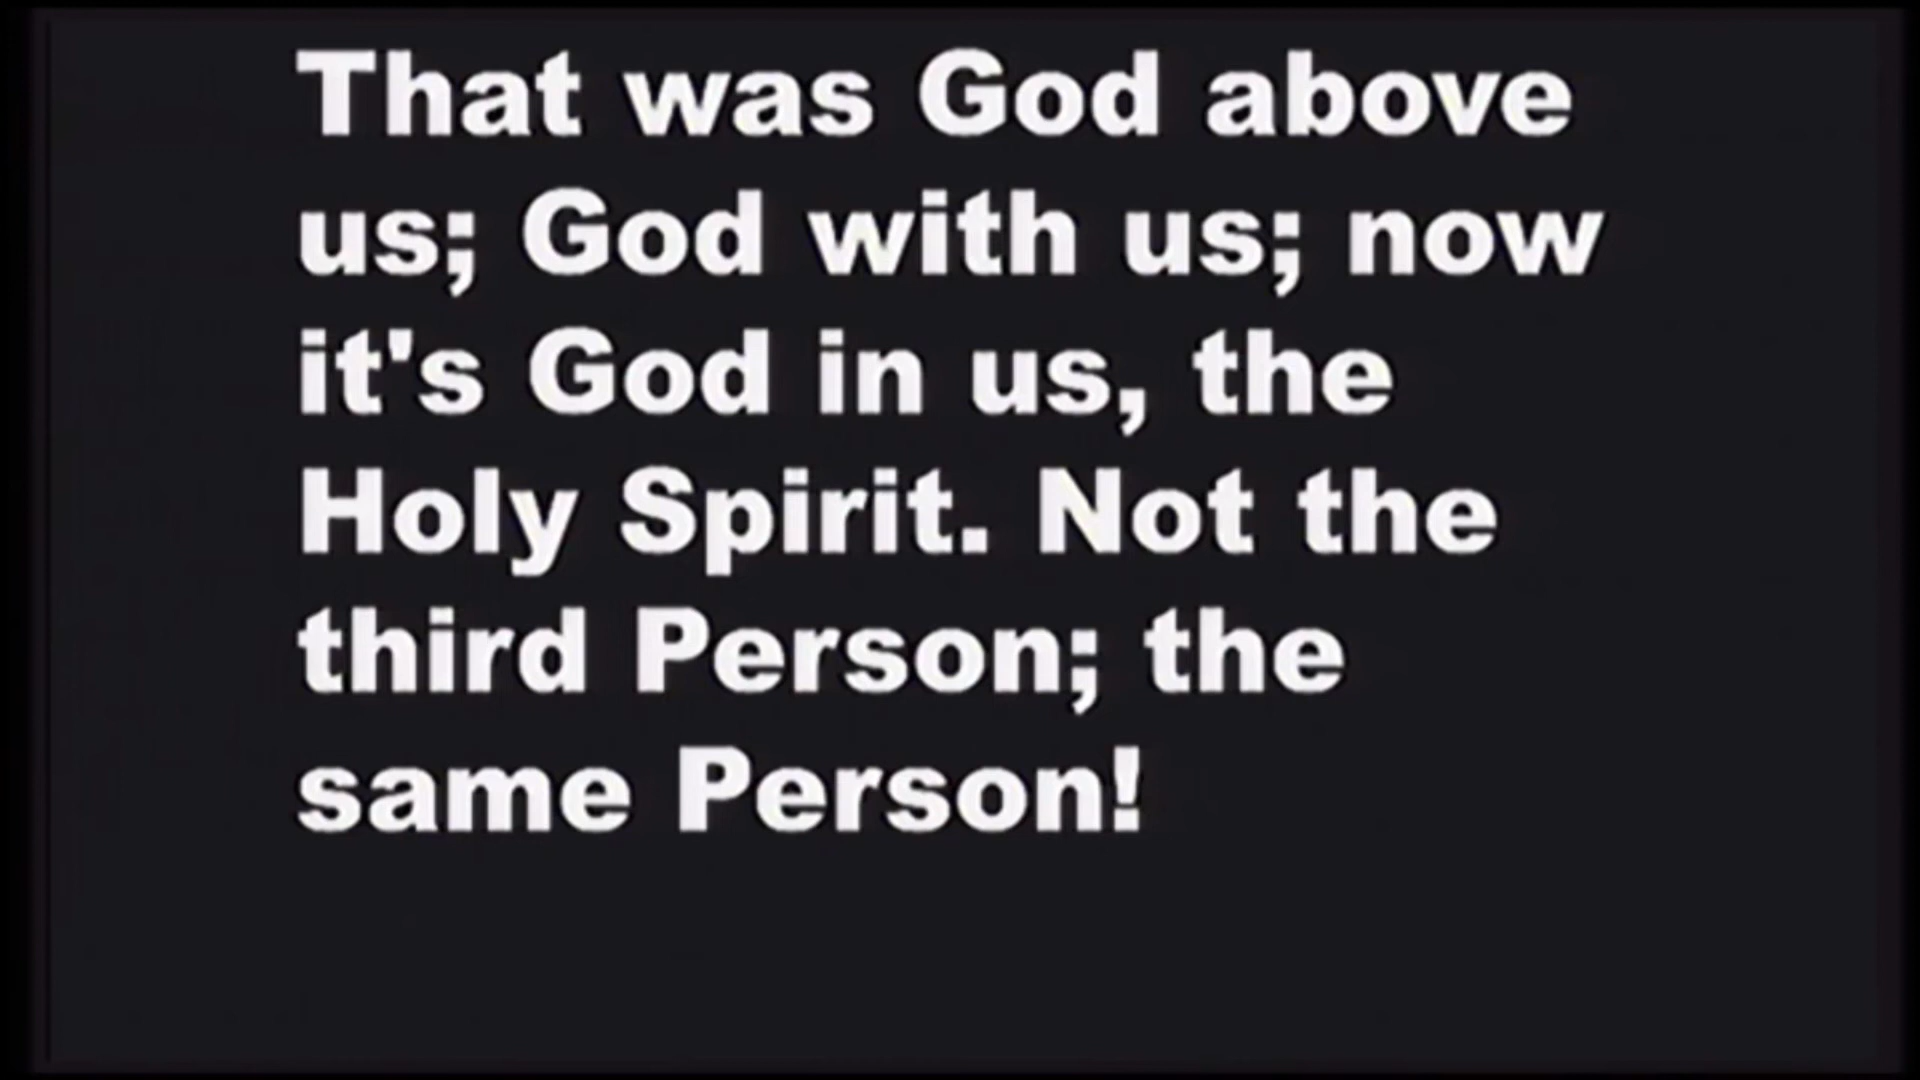 That was God above
us; God with us; now
it's God in us, the
Holy Spirit. Not the
third Person; the
same Person!